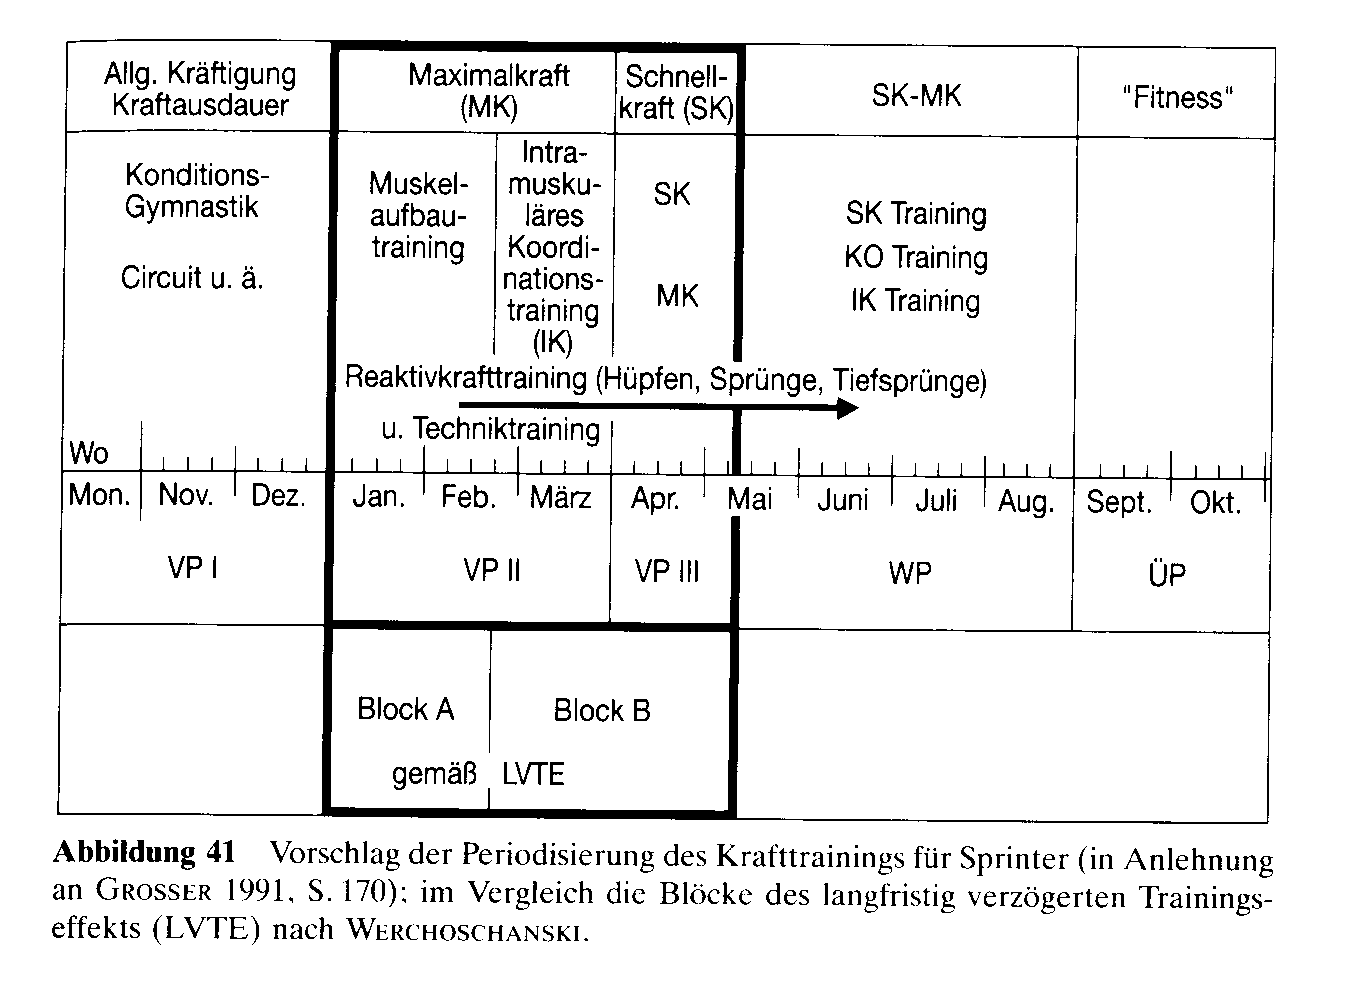 Allg. Kräftigung
Kraftausdauer
Maximalkraft
(MK)
Schnell-
kraft (SK)
SK-MK
"Fitness"
Konditions-
Gymnastik
Circuit u. ä.
Muskel-
aufbau-
training
Intra-
musku-
läres
Koordi-
nations-
training
(IK)
SK
MK
SK Training
KO Training
IK Training
Reaktivkrafttraining (Hüpfen, Sprünge, Tiefsprünge)
u. Techniktraining
Wo
Mon. Nov. Dez. Jan. Feb. März Apr. Mai Juni Juli Aug. Sept. Okt.
VP I VP II VP III WP ÜP
Block A Block B
gemäß LVTE
Abbildung 41 Vorschlag der Periodisierung des Krafttrainings für Sprinter (in Anlehnung
an GROSSER 1991, S. 170); im Vergleich die Blöcke des langfristig verzögerten Trainings-
effekts (LVTE) nach WERCHOSCHANSKI.